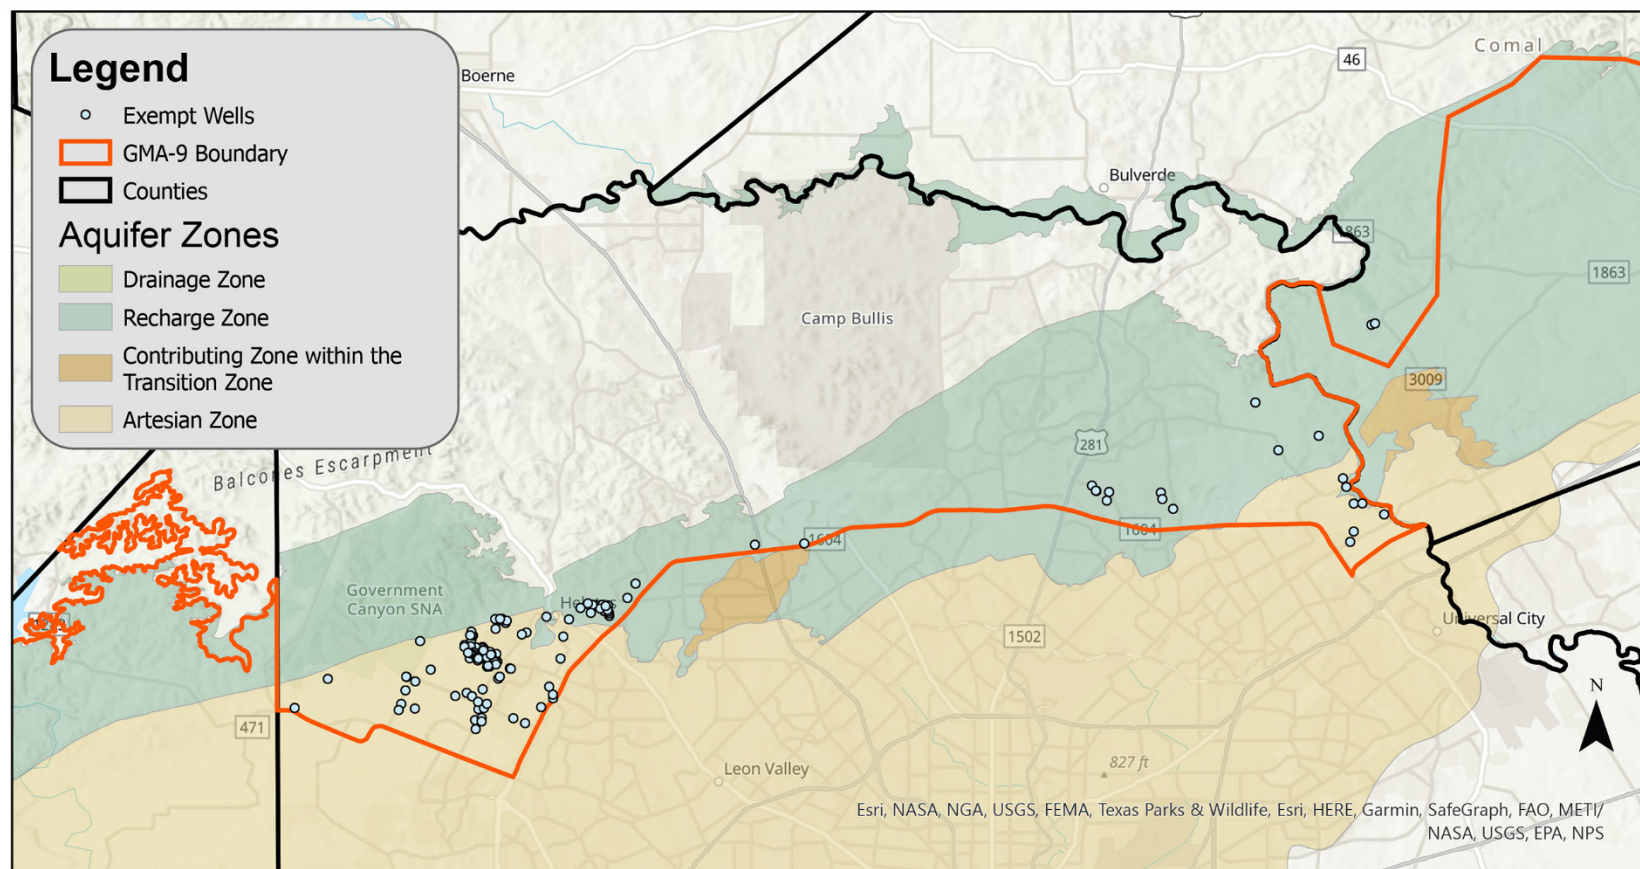 Legend
Exempt Wells
GMA-9 Boundary
Counties
Aquifer Zones
Drainage Zone
Recharge Zone
Contributing Zone within the
Transition Zone
Artesian Zone
Boerne
Comal
46
Bulverde
1863
1863
Camp Bullis
3009
281
Balcones Escarpment
1604
1604
Government
Canyon SNA
Helotes
1502
Universal City
471
Leon Valley
827 ft
N
Esri, NASA, NGA, USGS, FEMA, Texas Parks & Wildlife, Esri, HERE, Garmin, SafeGraph, FAO, METI/
NASA, USGS, EPA, NPS